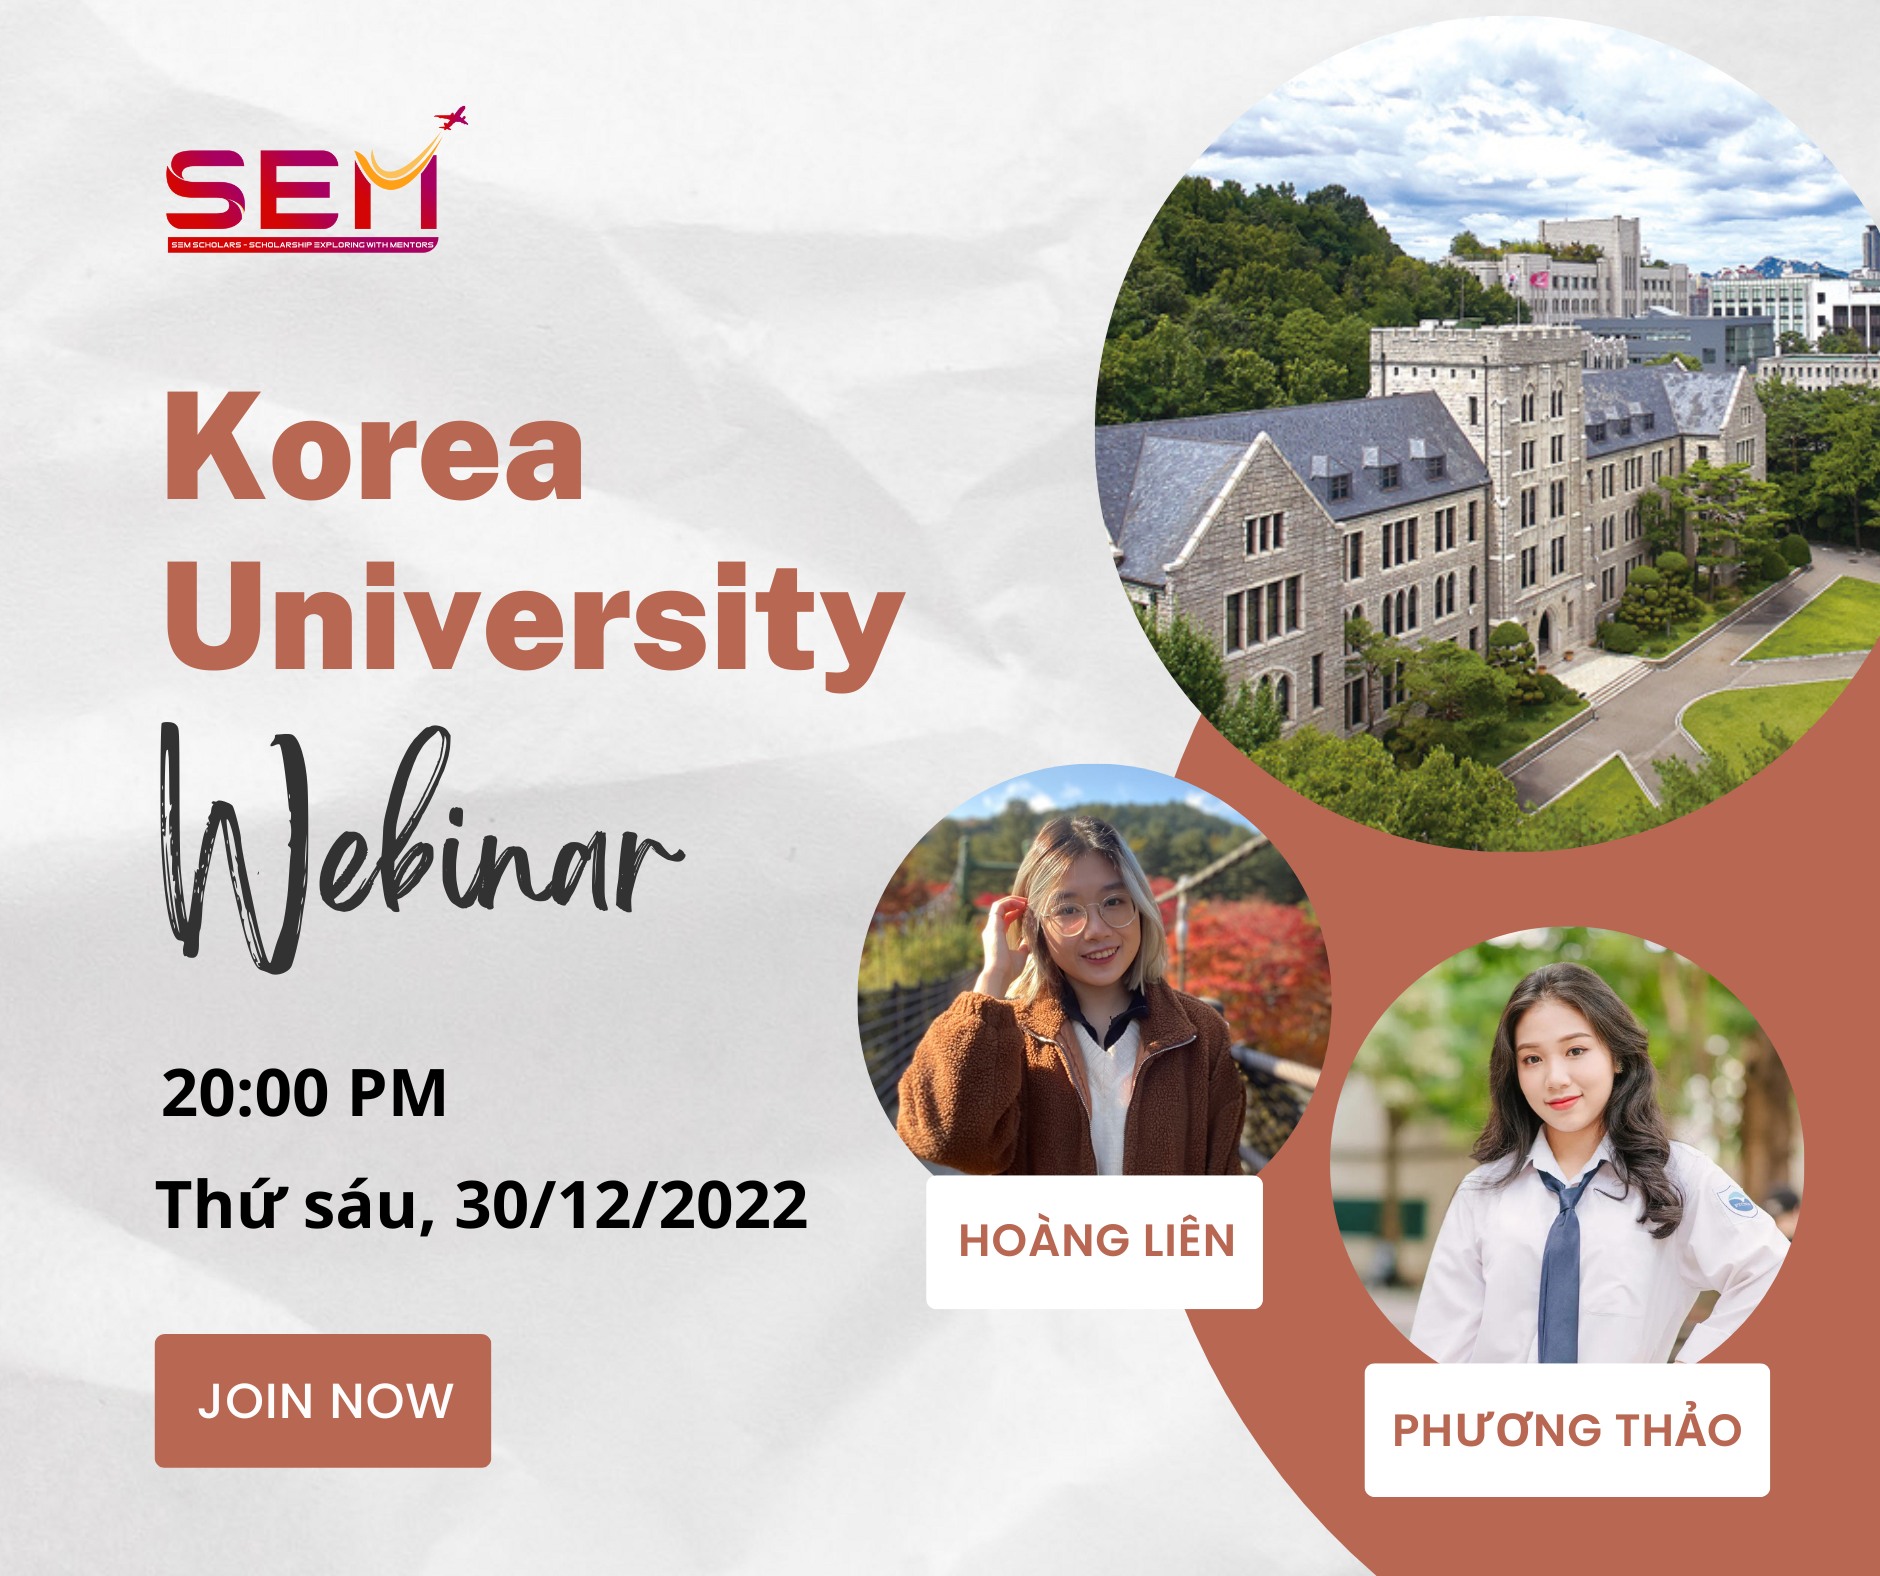 SEM
SEM SCHOLARS - SCHOLARSHIP EXPLORING WITH MENTORS
Korea
University
Webinar
20:00 PM
Thứ sáu, 30/12/2022
JOIN NOW
HOÀNG LIÊN
PHƯƠNG THẢO